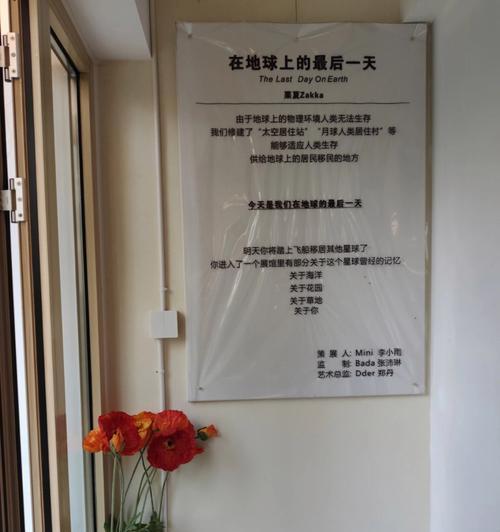 在地球上的最后一天
The Last Day On Earth
栗夏Zakka
由于地球上的物理环境人类无法生存
我们修建了“太空居住站”“月球人类居住村”等
能够适应人类生存
供给地球上的居民移民的地方
今天是我们在地球的最后一天
明天你将踏上飞船移居其他星球了
你进入了一个展馆里有部分关于这个星球曾经的记忆
关于海洋
关于花园
关于草地
关于你
策 展 人: Mini 李小雨
监 制: Bada 张沛琳
艺术总监: Dder 郑丹